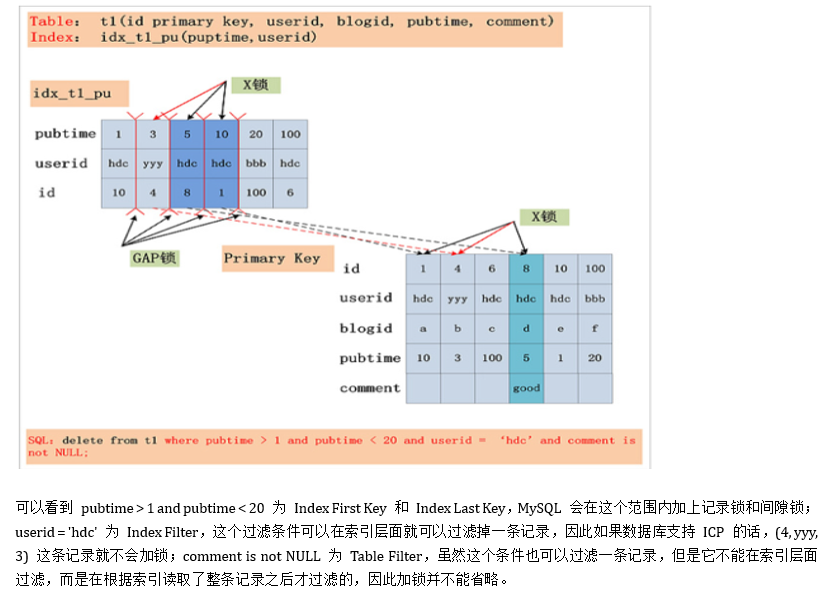 Table: t1(id primary key, userid, blogid, pubtime, comment)
Index: idx_t1_pu(puptime,userid)
X锁
idx_t1_pu
pubtime 1 3 5 10 20 100
userid hdc yyy hdc hdc bbb hdc
id 10 4 8 1 100 6
X锁
GAP锁
Primary Key
id 1 4 6 8 10 100
userid hdc yyy hdc hdc hdc bbb
blogid a b c d e f
pubtime 10 3 100 5 1 20
comment good
SQL: delete from t1 where pubtime > 1 and pubtime < 20 and userid = ‘hdc’ and comment is
not NULL;
可以看到 pubtime > 1 and pubtime < 20 为 Index First Key 和 Index Last Key，MySQL 会在这个范围内加上记录锁和间隙锁；
userid = 'hdc' 为 Index Filter，这个过滤条件可以在索引层面就可以过滤掉一条记录，因此如果数据库支持 ICP 的话，(4, yyy,
3) 这条记录就不会加锁；comment is not NULL 为 Table Filter，虽然这个条件也可以过滤一条记录，但是它不能在索引层面
过滤，而是在根据索引读取了整条记录之后才过滤的，因此加锁并不能省略。